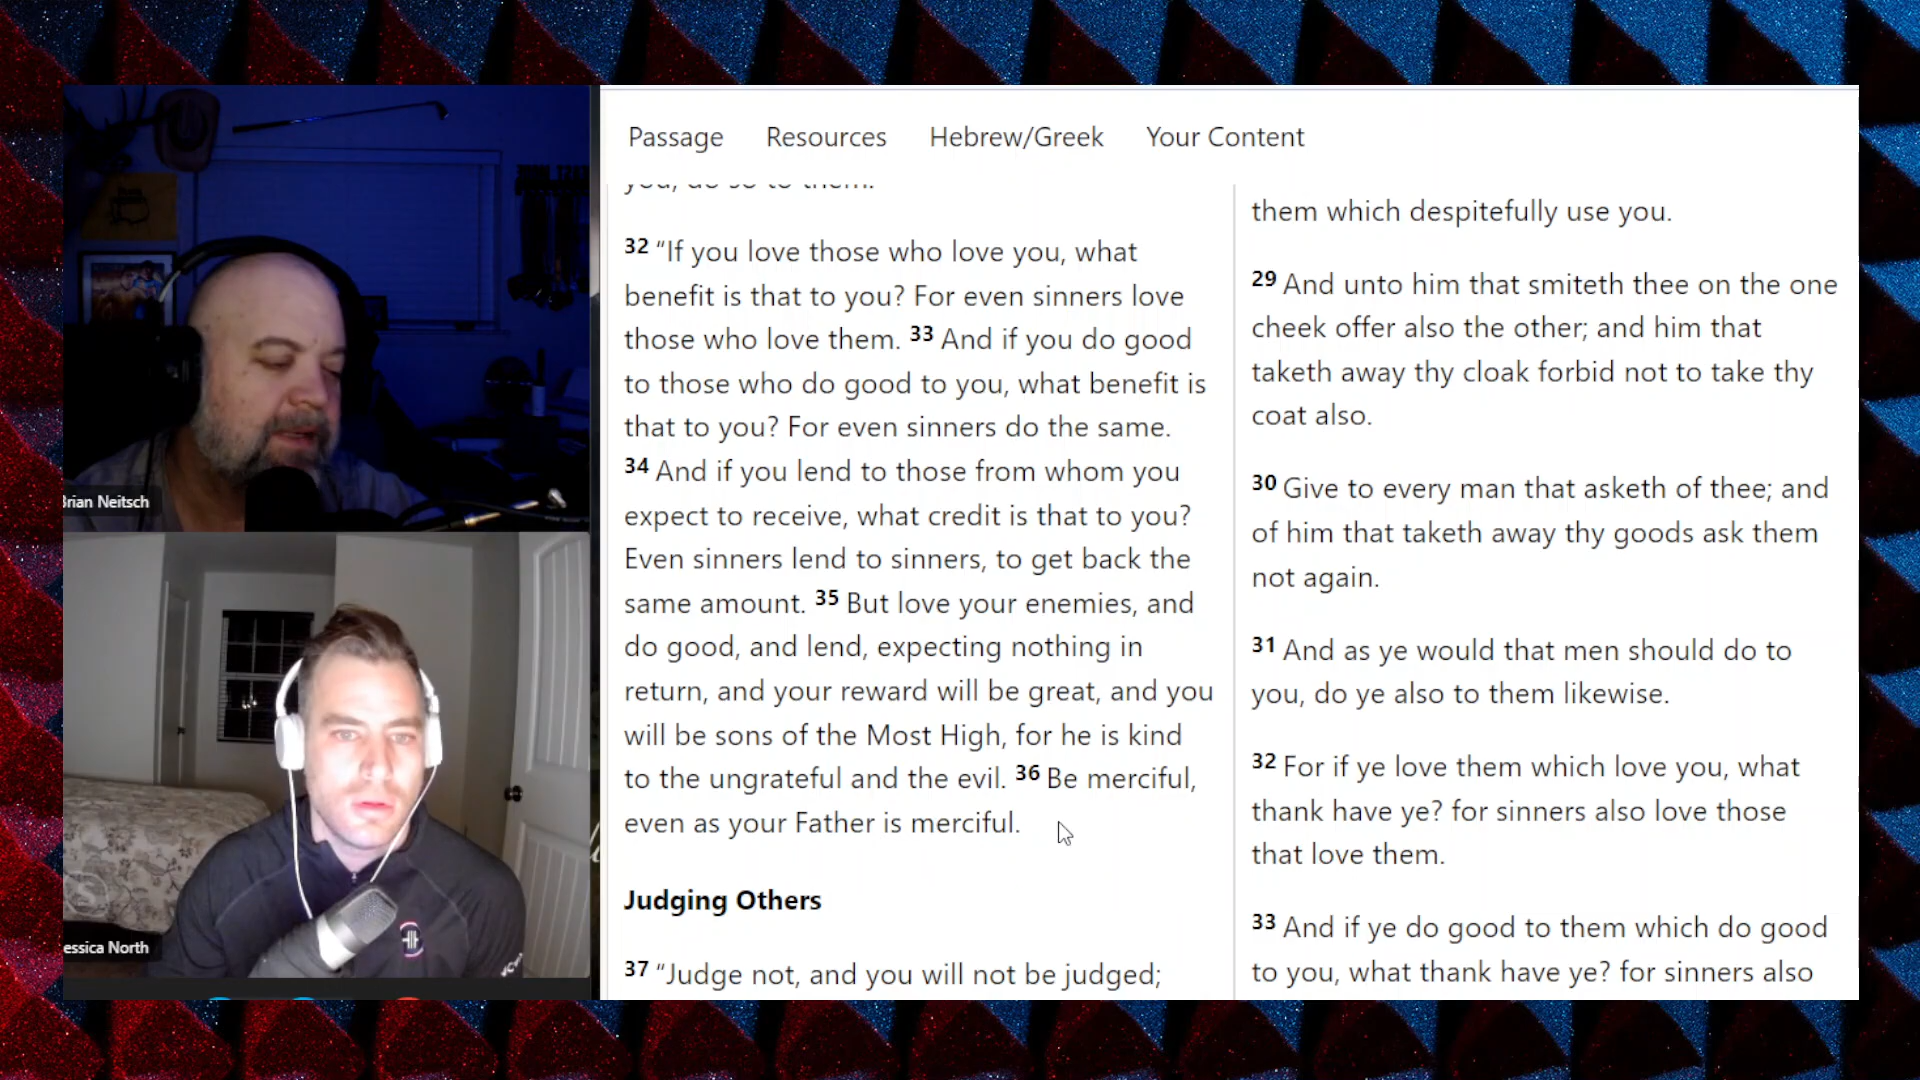 Passage Resources Hebrew/Greek Your Content
you, do so to them.
32 “If you love those who love you, what
benefit is that to you? For even sinners love
those who love them. 33 And if you do good
to those who do good to you, what benefit is
that to you? For even sinners do the same.
34 And if you lend to those from whom you
expect to receive, what credit is that to you?
Even sinners lend to sinners, to get back the
same amount. 35 But love your enemies, and
do good, and lend, expecting nothing in
return, and your reward will be great, and you
will be sons of the Most High, for he is kind
to the ungrateful and the evil. 36 Be merciful,
even as your Father is merciful.
Judging Others
37 “Judge not, and you will not be judged;
them which despitefully use you.
29 And unto him that smiteth thee on the one
cheek offer also the other; and him that
taketh away thy cloak forbid not to take thy
coat also.
30 Give to every man that asketh of thee; and
of him that taketh away thy goods ask them
not again.
31 And as ye would that men should do to
you, do ye also to them likewise.
32 For if ye love them which love you, what
thank have ye? for sinners also love those
that love them.
33 And if ye do good to them which do good
to you, what thank have ye? for sinners also
Brian Neitsch
essica North